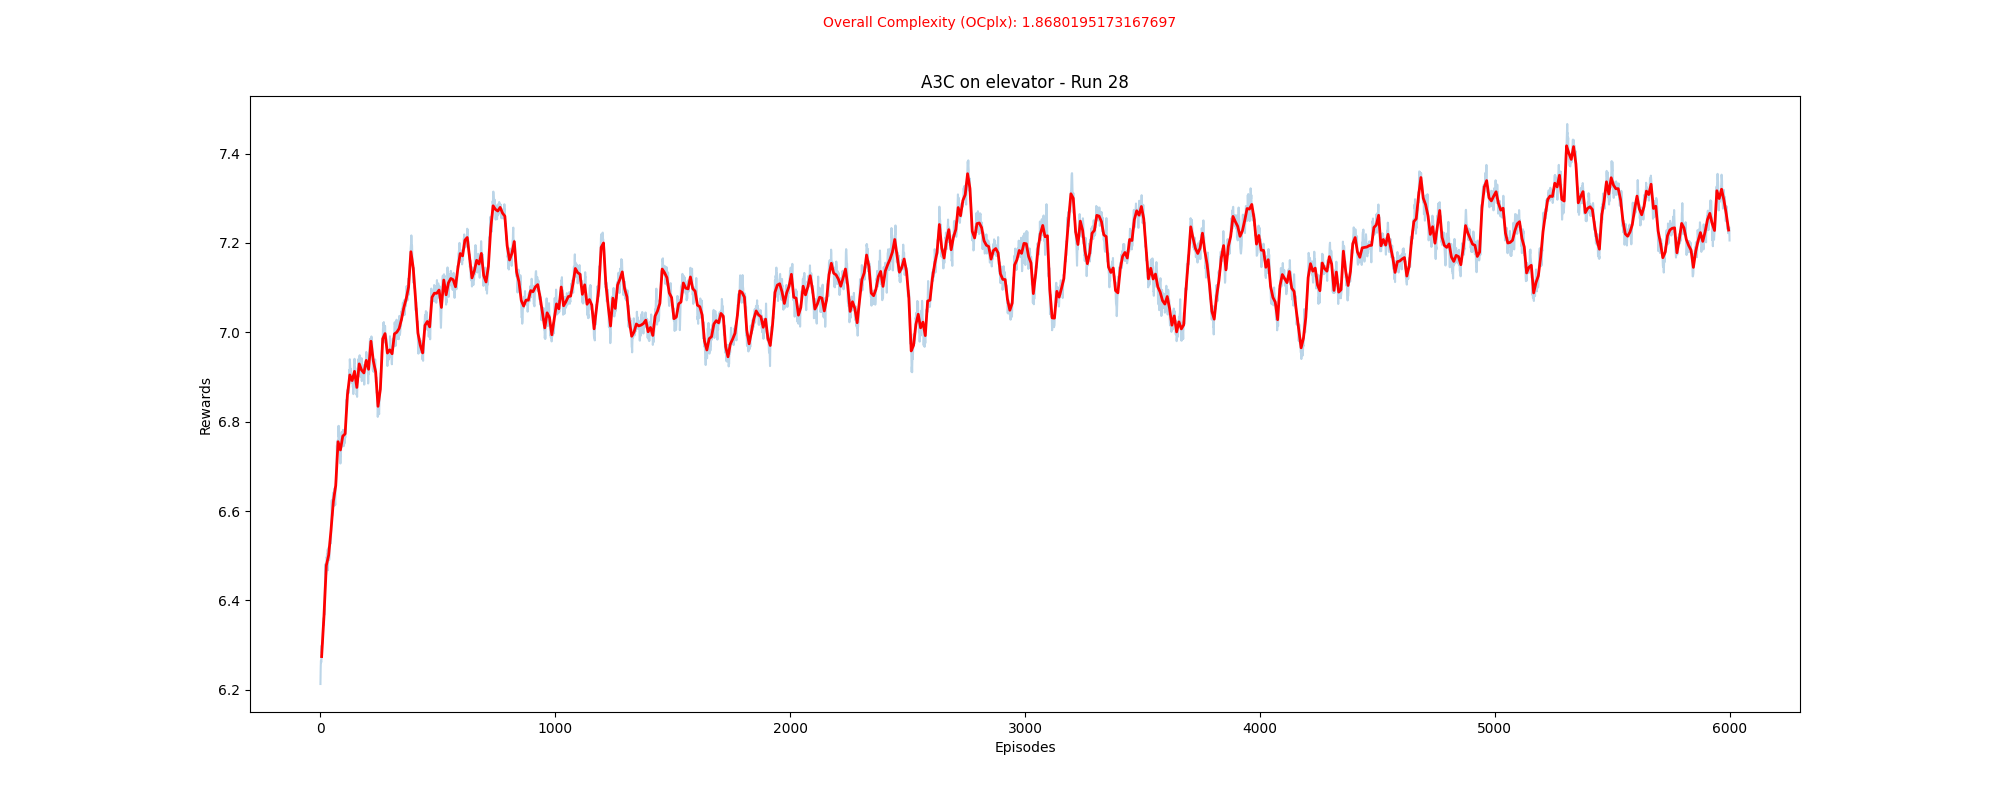 Overall Complexity (OCplx): 1.8680195173167697
A3C on elevator - Run 28
7.4
7.2
7.0
6.8
6.6
6.4
6.2
Rewards
0 1000 2000 3000 4000 5000 6000
Episodes